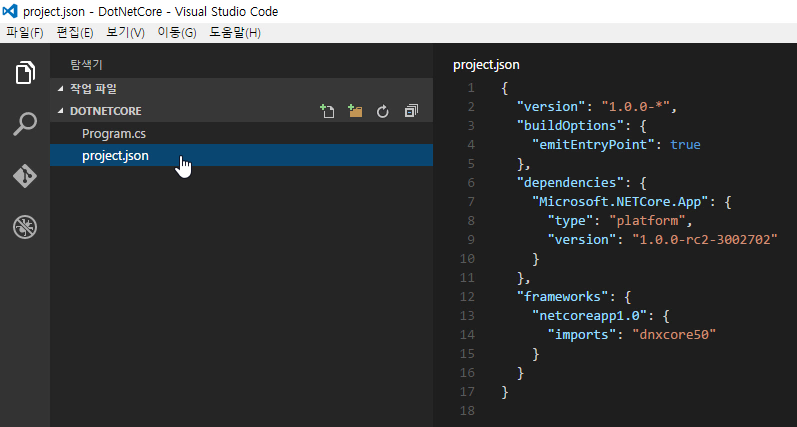 project.json - DotNetCore - Visual Studio Code
파일(F) 편집(E) 보기(V) 이동(G) 도움말(H)
탐색기
작업 파일
DOTNETCORE
Program.cs
project.json
project.json
1 {
2 "version": "1.0.0-*",
3 "buildOptions": {
4 "emitEntryPoint": true
5 },
6 "dependencies": {
7 "Microsoft.NETCore.App": {
8 "type": "platform",
9 "version": "1.0.0-rc2-3002702"
10 }
11 },
12 "frameworks": {
13 "netcoreapp1.0": {
14 "imports": "dnxcore50"
15 }
16 }
17 }
18